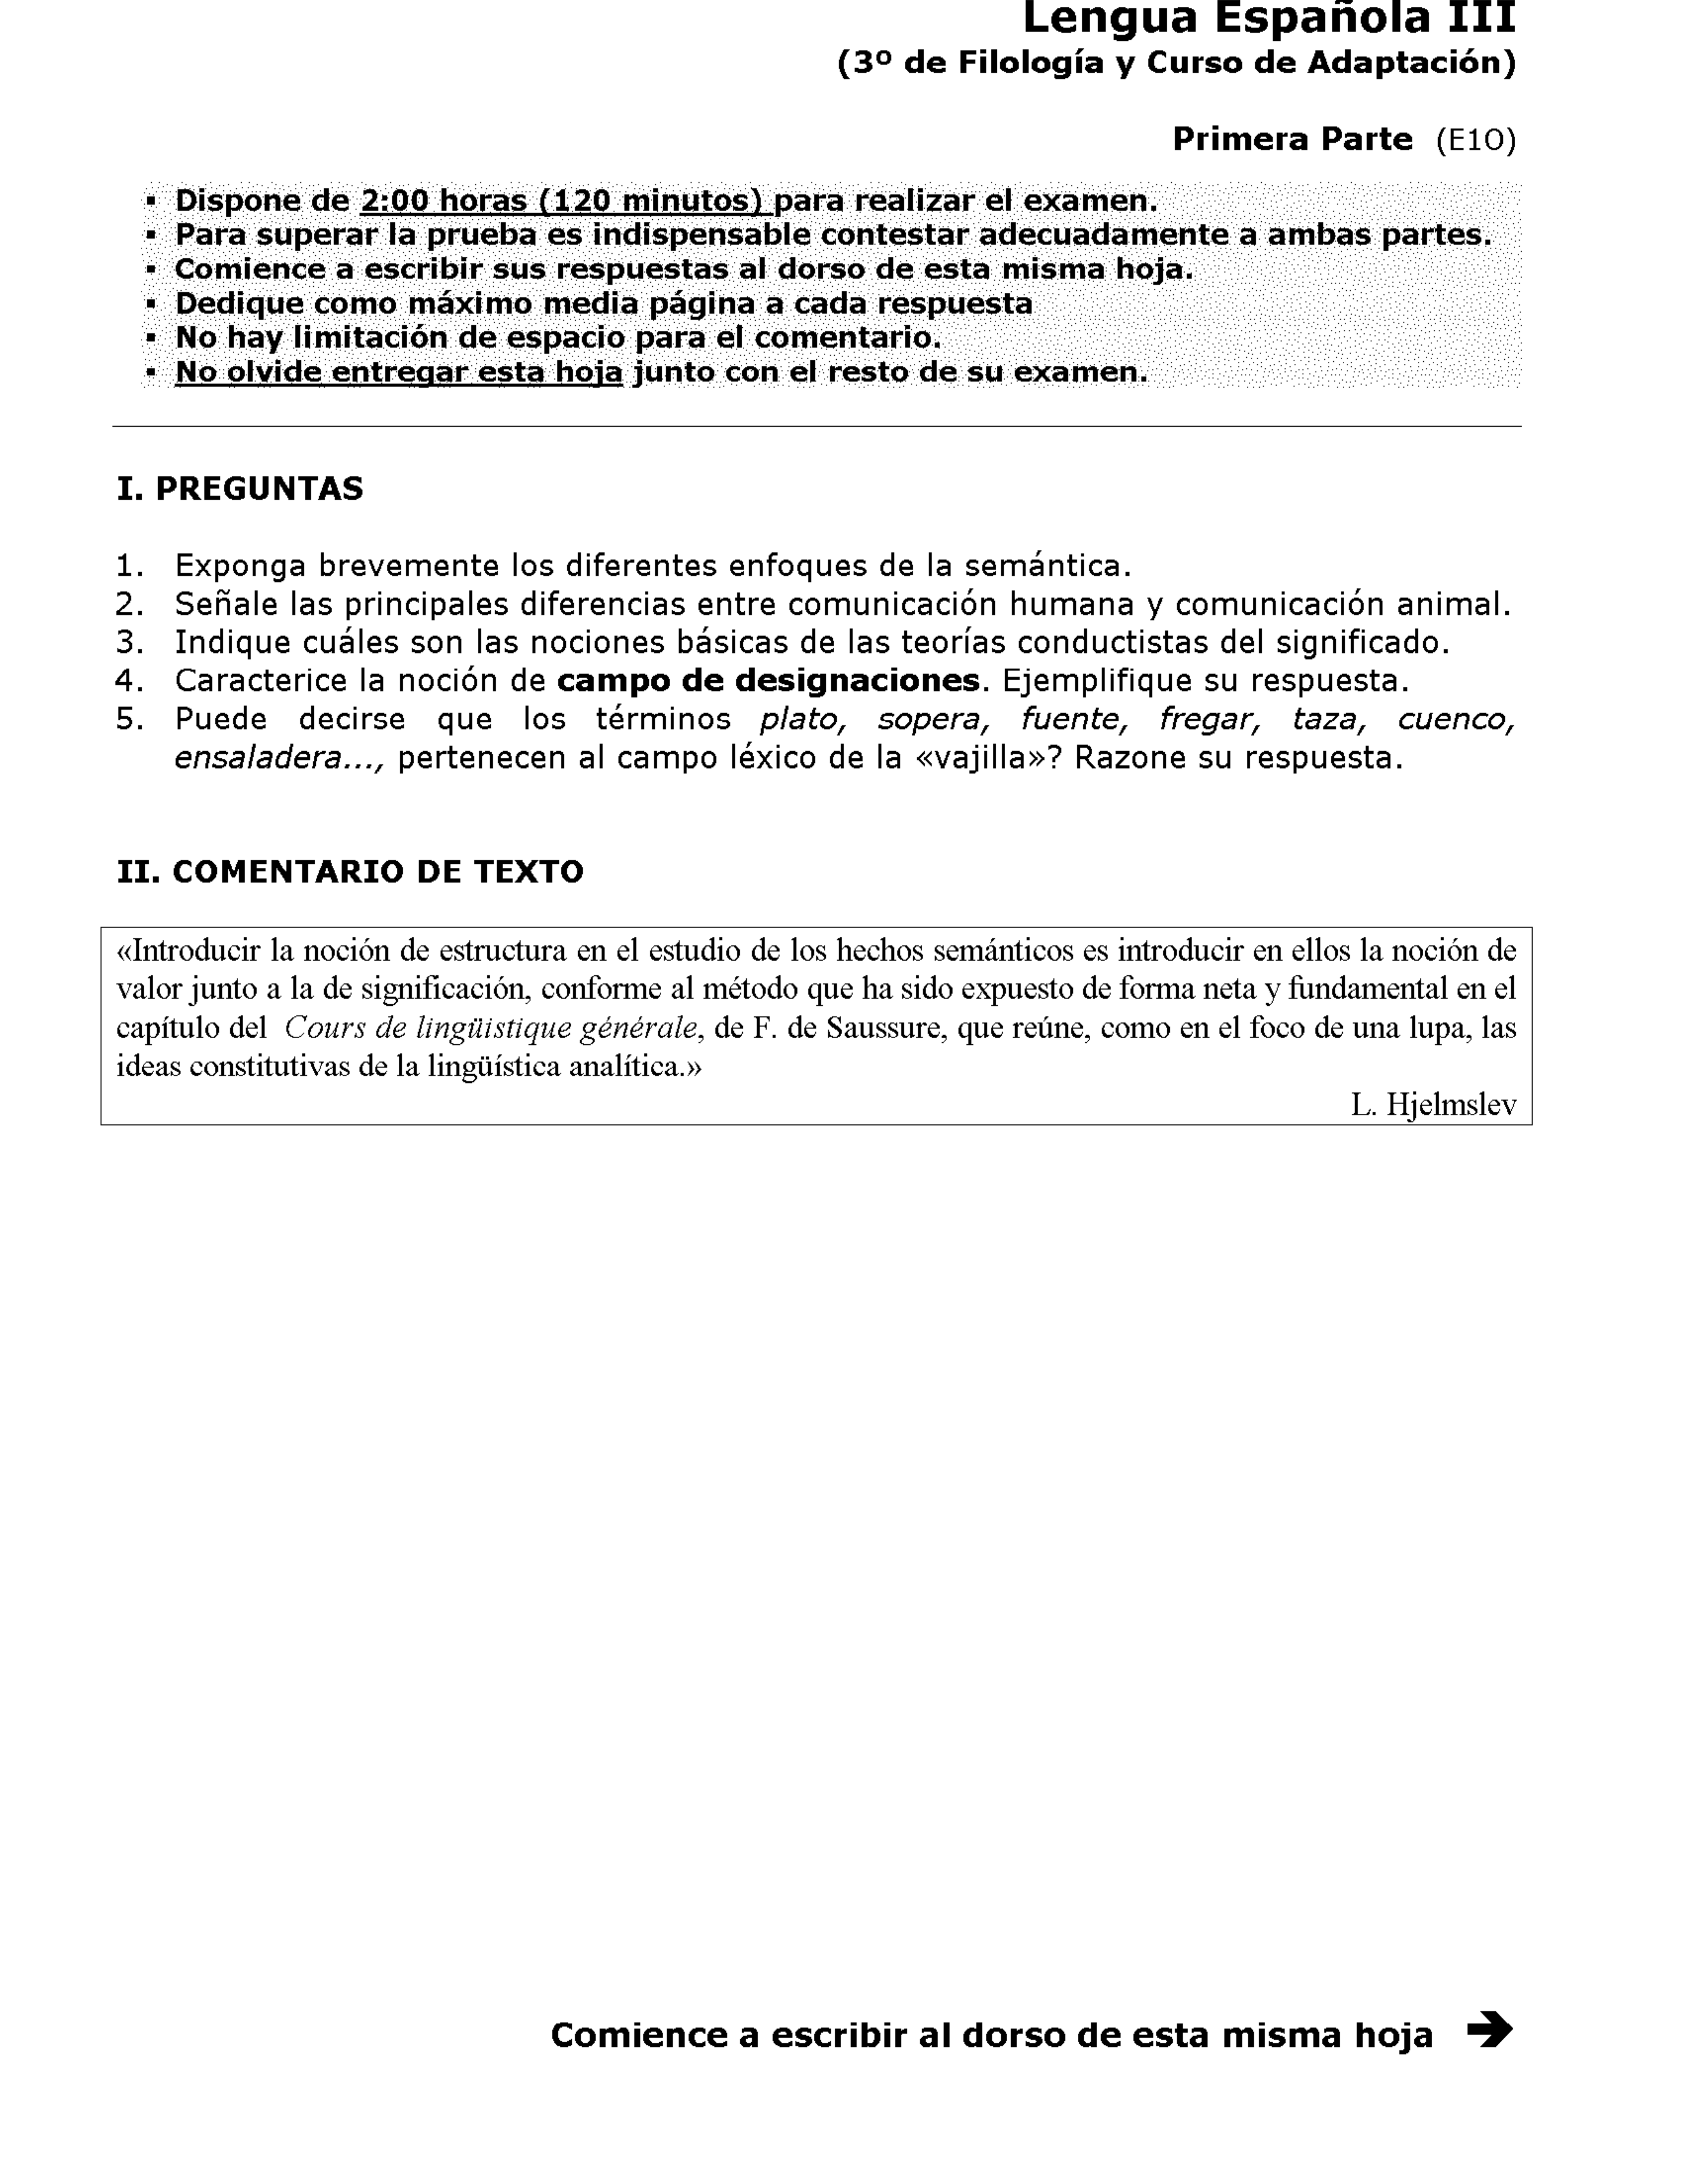 Lengua Española III
(3º de Filología y Curso de Adaptación)
Primera Parte (E1O)
▪ Dispone de 2:00 horas (120 minutos) para realizar el examen.
▪ Para superar la prueba es indispensable contestar adecuadamente a ambas partes.
▪ Comience a escribir sus respuestas al dorso de esta misma hoja.
▪ Dedique como máximo media página a cada respuesta
▪ No hay limitación de espacio para el comentario.
▪ No olvide entregar esta hoja junto con el resto de su examen.
I. PREGUNTAS
1. Exponga brevemente los diferentes enfoques de la semántica.
2. Señale las principales diferencias entre comunicación humana y comunicación animal.
3. Indique cuáles son las nociones básicas de las teorías conductistas del significado.
4. Caracterice la noción de campo de designaciones. Ejemplifique su respuesta.
5. Puede decirse que los términos plato, sopera, fuente, fregar, taza, cuenco,
ensaladera..., pertenecen al campo léxico de la «vajilla»? Razone su respuesta.
II. COMENTARIO DE TEXTO
«Introducir la noción de estructura en el estudio de los hechos semánticos es introducir en ellos la noción de
valor junto a la de significación, conforme al método que ha sido expuesto de forma neta y fundamental en el
capítulo del Cours de lingüistique générale, de F. de Saussure, que reúne, como en el foco de una lupa, las
ideas constitutivas de la lingüística analítica.»
L. Hjelmslev
Comience a escribir al dorso de esta misma hoja →